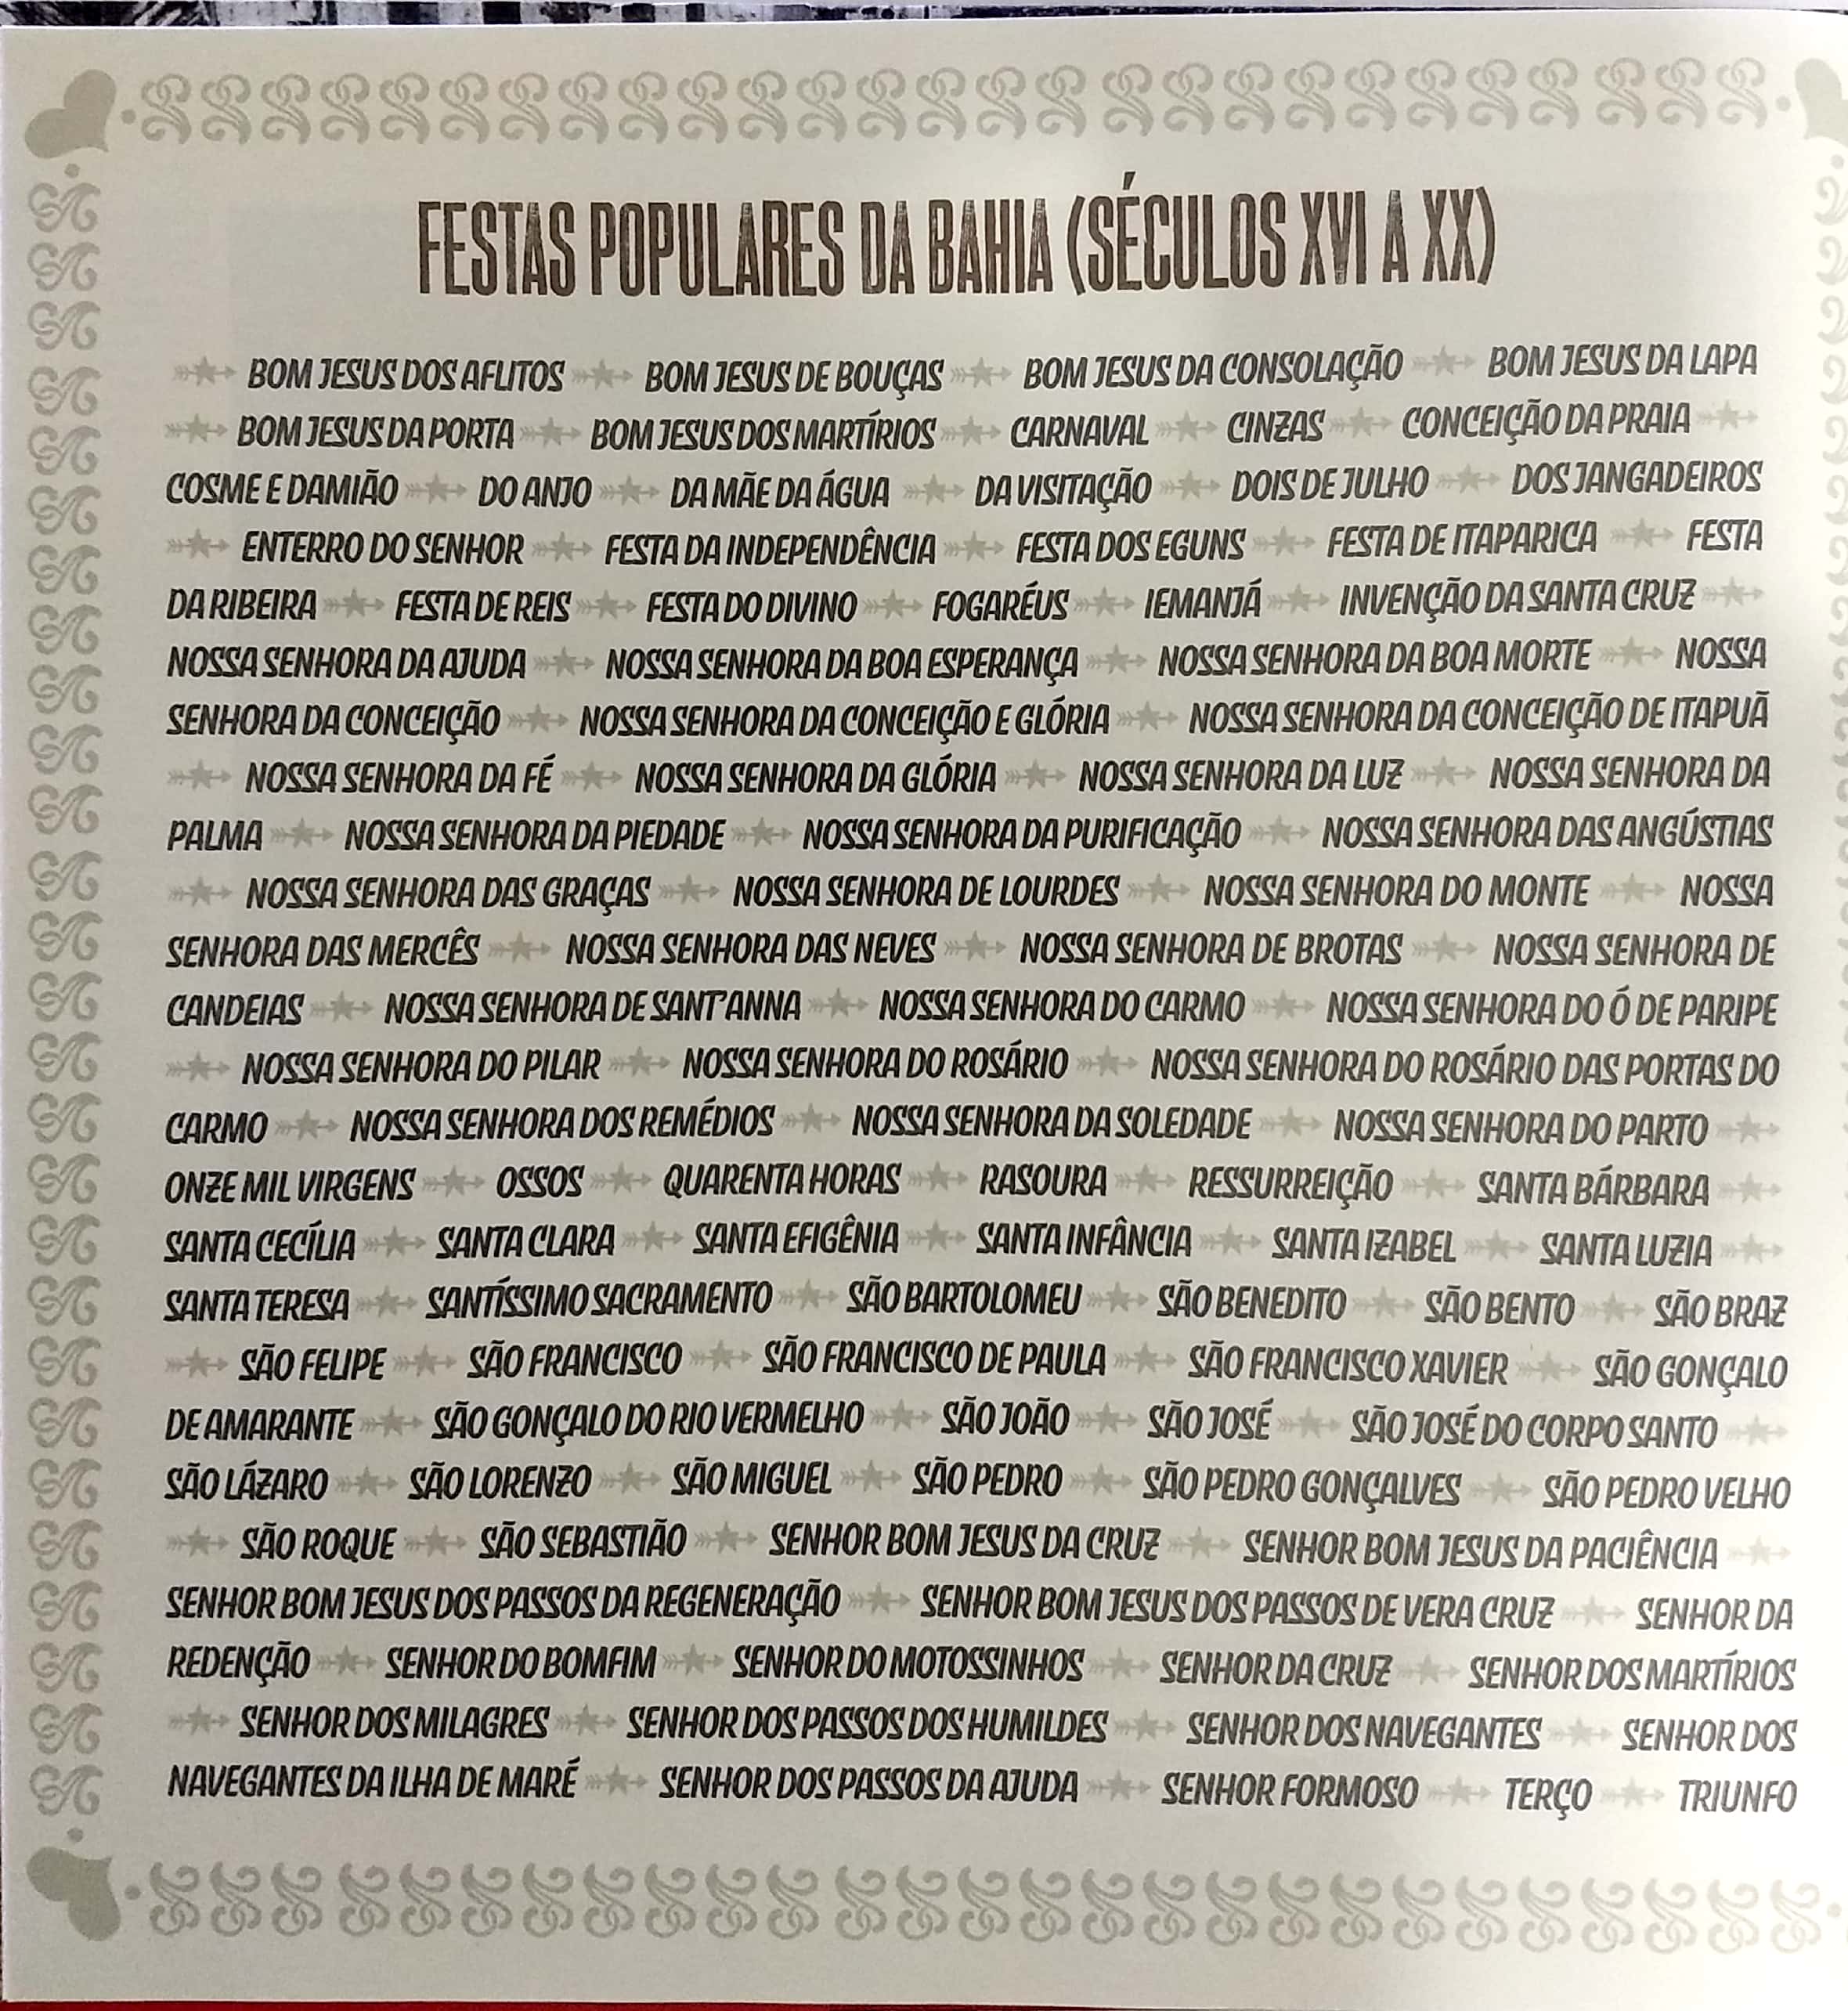 FESTAS POPULARES DA BAHIA (SÉCULOS XVI A XX)
BOM JESUS DOS AFLITOS BOM JESUS DE BOUÇAS BOM JESUS DA CONSOLAÇÃO BOM JESUS DA LAPA
BOM JESUS DA PORTA BOM JESUS DOS MARTÍRIOS CARNAVAL CINZAS CONCEIÇÃO DA PRAIA
COSME E DAMIÃO DO ANJO DA MÃE DA ÁGUA DA VISITAÇÃO DOIS DE JULHO DOS JANGADEIROS
ENTERRO DO SENHOR FESTA DA INDEPENDÊNCIA FESTA DOS EGUNS FESTA DE ITAPARICA FESTA
DA RIBEIRA FESTA DE REIS FESTA DO DIVINO FOGARÉUS IEMANJÁ INVENÇÃO DA SANTA CRUZ
NOSSA SENHORA DA AJUDA NOSSA SENHORA DA BOA ESPERANÇA NOSSA SENHORA DA BOA MORTE NOSSA
SENHORA DA CONCEIÇÃO NOSSA SENHORA DA CONCEIÇÃO E GLÓRIA NOSSA SENHORA DA CONCEIÇÃO DE ITAPUÃ
NOSSA SENHORA DA FÉ NOSSA SENHORA DA GLÓRIA NOSSA SENHORA DA LUZ NOSSA SENHORA DA
PALMA NOSSA SENHORA DA PIEDADE NOSSA SENHORA DA PURIFICAÇÃO NOSSA SENHORA DAS ANGÚSTIAS
NOSSA SENHORA DAS GRAÇAS NOSSA SENHORA DE LOURDES NOSSA SENHORA DO MONTE NOSSA
SENHORA DAS MERCÊS NOSSA SENHORA DAS NEVES NOSSA SENHORA DE BROTAS NOSSA SENHORA DE
CANDEIAS NOSSA SENHORA DE SANT'ANNA NOSSA SENHORA DO CARMO NOSSA SENHORA DO Ó DE PARIPE
NOSSA SENHORA DO PILAR NOSSA SENHORA DO ROSÁRIO NOSSA SENHORA DO ROSÁRIO DAS PORTAS DO
CARMO NOSSA SENHORA DOS REMÉDIOS NOSSA SENHORA DA SOLEDADE NOSSA SENHORA DO PARTO
ONZE MIL VIRGENS OSSOS QUARENTA HORAS RASOURA RESSURREIÇÃO SANTA BÁRBARA
SANTA CECÍLIA SANTA CLARA SANTA EFIGÊNIA SANTA INFÂNCIA SANTA IZABEL SANTA LUZIA
SANTA TERESA SANTÍSSIMO SACRAMENTO SÃO BARTOLOMEU SÃO BENEDITO SÃO BENTO SÃO BRAZ
SÃO FELIPE SÃO FRANCISCO SÃO FRANCISCO DE PAULA SÃO FRANCISCO XAVIER SÃO GONÇALO
DE AMARANTE SÃO GONÇALO DO RIO VERMELHO SÃO JOÃO SÃO JOSÉ SÃO JOSÉ DO CORPO SANTO
SÃO LÁZARO SÃO LORENZO SÃO MIGUEL SÃO PEDRO SÃO PEDRO GONÇALVES SÃO PEDRO VELHO
SÃO ROQUE SÃO SEBASTIÃO SENHOR BOM JESUS DA CRUZ SENHOR BOM JESUS DA PACIÊNCIA
SENHOR BOM JESUS DOS PASSOS DA REGENERAÇÃO SENHOR BOM JESUS DOS PASSOS DE VERA CRUZ SENHOR DA
REDENÇÃO SENHOR DO BOMFIM SENHOR DO MOTOSSINHOS SENHOR DA CRUZ SENHOR DOS MARTÍRIOS
SENHOR DOS MILAGRES SENHOR DOS PASSOS DOS HUMILDES SENHOR DOS NAVEGANTES SENHOR DOS
NAVEGANTES DA ILHA DE MARÉ SENHOR DOS PASSOS DA AJUDA SENHOR FORMOSO TERÇO TRIUNFO